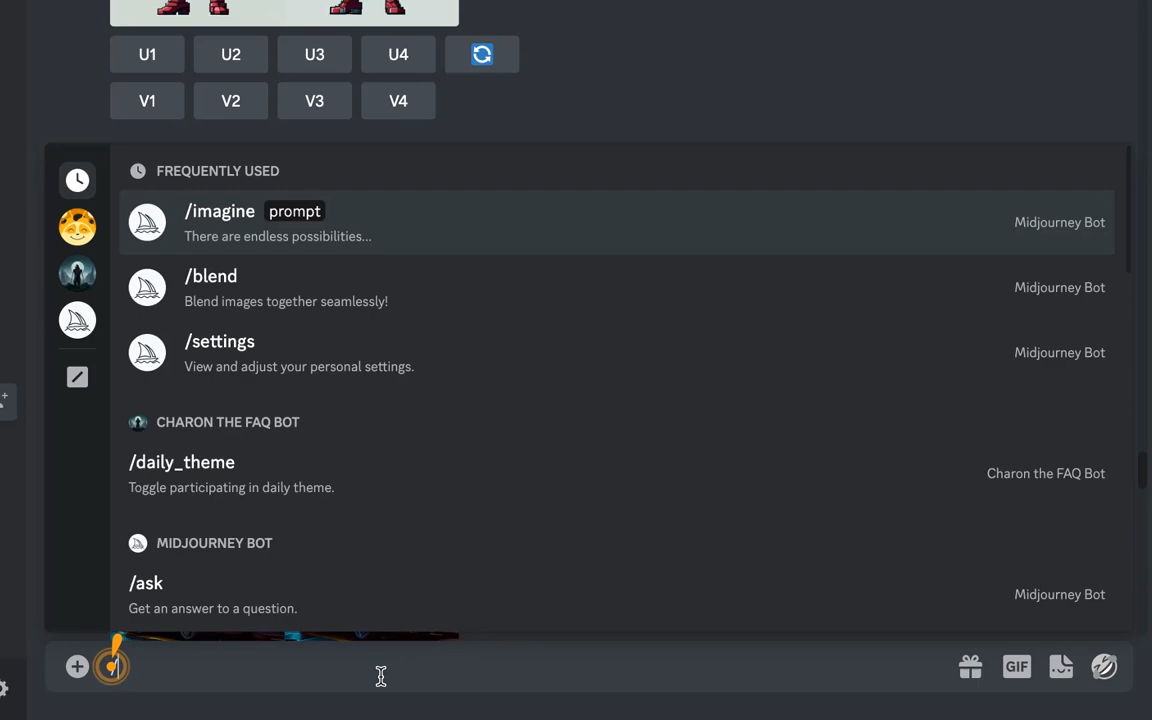 U1 U2 U3 U4
V1 V2 V3 V4
FREQUENTLY USED
/imagine prompt
There are endless possibilities...
Midjourney Bot
/blend
Blend images together seamlessly!
Midjourney Bot
/settings
View and adjust your personal settings.
Midjourney Bot
CHARON THE FAQ BOT
/daily_theme
Toggle participating in daily theme.
Charon the FAQ Bot
MIDJOURNEY BOT
/ask
Get an answer to a question.
Midjourney Bot
/
GIF